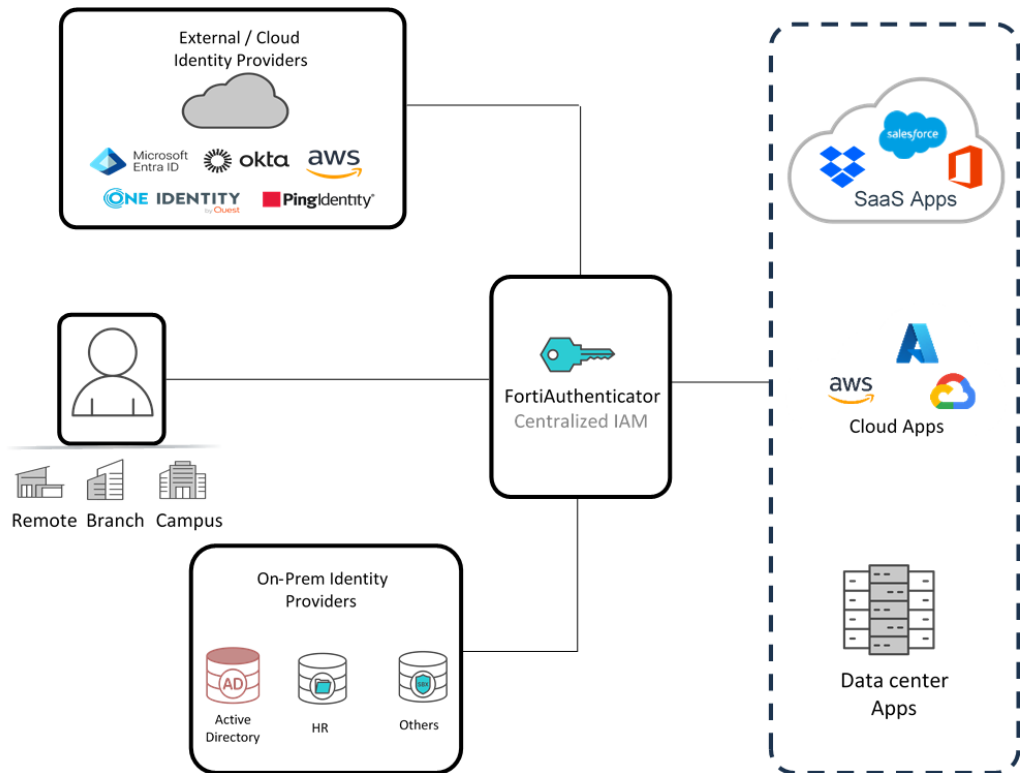 External / Cloud
Identity Providers
Microsoft
Entra ID
okta
aws
ONE IDENTITY
by Quest
PingIdentity®
salesforce
SaaS Apps
FortiAuthenticator
Centralized IAM
aws
Cloud Apps
Remote
Branch
Campus
On-Prem Identity
Providers
AD
Active
Directory
HR
Others
Data center
Apps